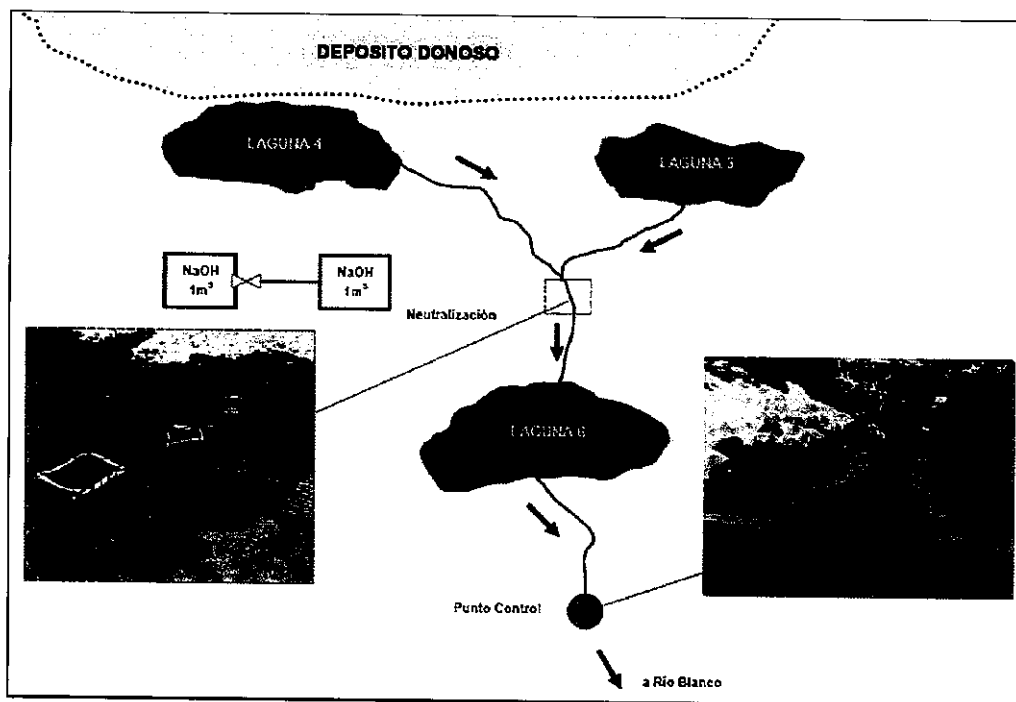 DEPOSITO DONOSO
LAGUNA 4
LAGUNA 5
NaOH
1m³
NaOH
1m³
Neutralización
LAGUNA 6
Punto Control
a Río Blanco